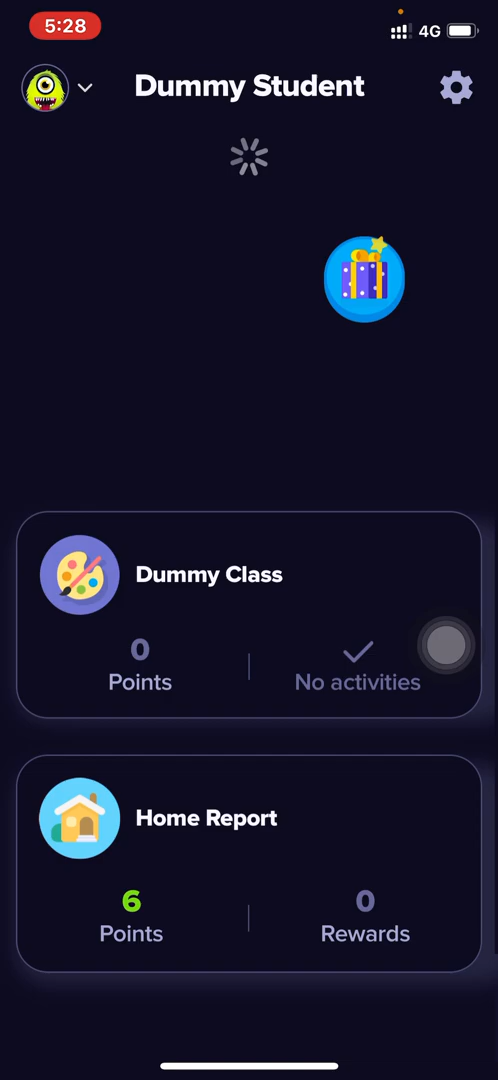 5:28
4G
Dummy Student
Dummy Class
0
Points
No activities
Home Report
6
Points
0
Rewards